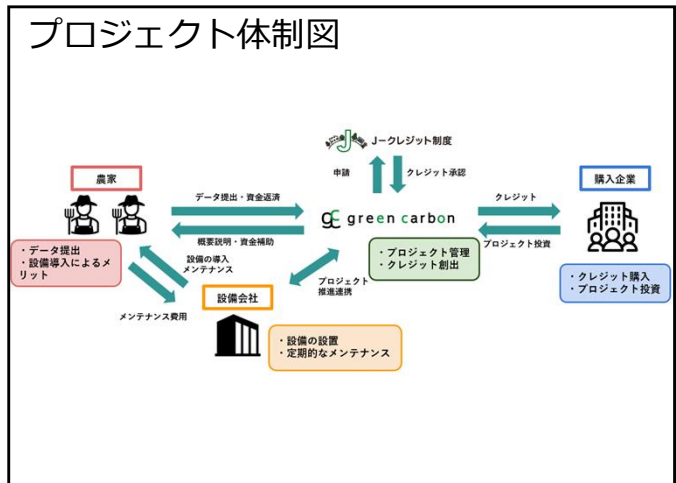 プロジェクト体制図
J
J－クレジット制度
申請
クレジット承認
農家
購入企業
データ提出・資金返済
クレジット
green carbon
概要説明・資金補助
プロジェクト投資
・データ提出
・設備導入によるメ
リット
設備の導入
メンテナンス
・プロジェクト管理
・クレジット創出
プロジェクト
推進連携
・クレジット購入
・プロジェクト投資
設備会社
メンテナンス費用
・設備の設置
・定期的なメンテナンス